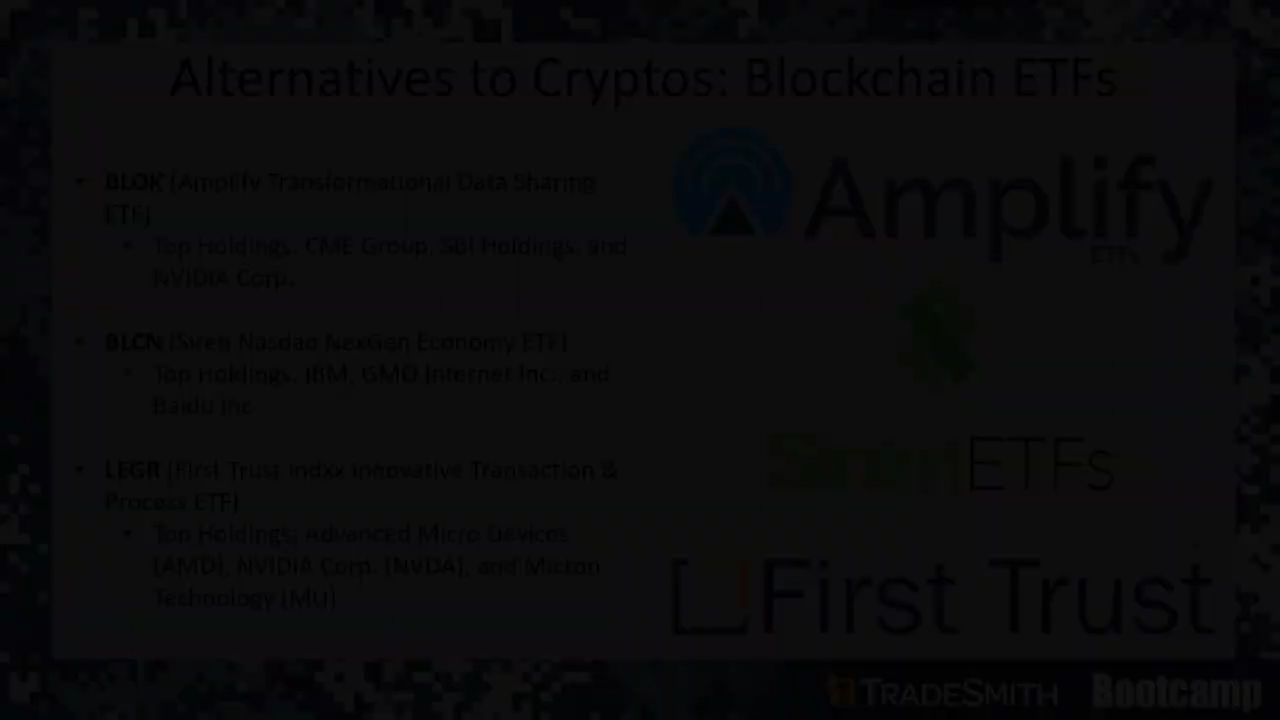 Alternatives to Cryptos: Blockchain ETFs
• BLOK (Amplify Transformational Data Sharing
ETF)
• Top Holdings: CME Group, SBI Holdings, and
NVIDIA Corp.
• BLCN (Siren Nasdaq NexGen Economy ETF)
• Top Holdings: IBM, GMO Internet Inc., and
Baidu Inc
• LEGR (First Trust Indxx Innovative Transaction &
Process ETF)
• Top Holdings: Advanced Micro Devices
(AMD), NVIDIA Corp. (NVDA), and Micron
Technology (MU)
Amplify
ETFs
SirenETFs
First Trust
TRADESMITH Bootcamp